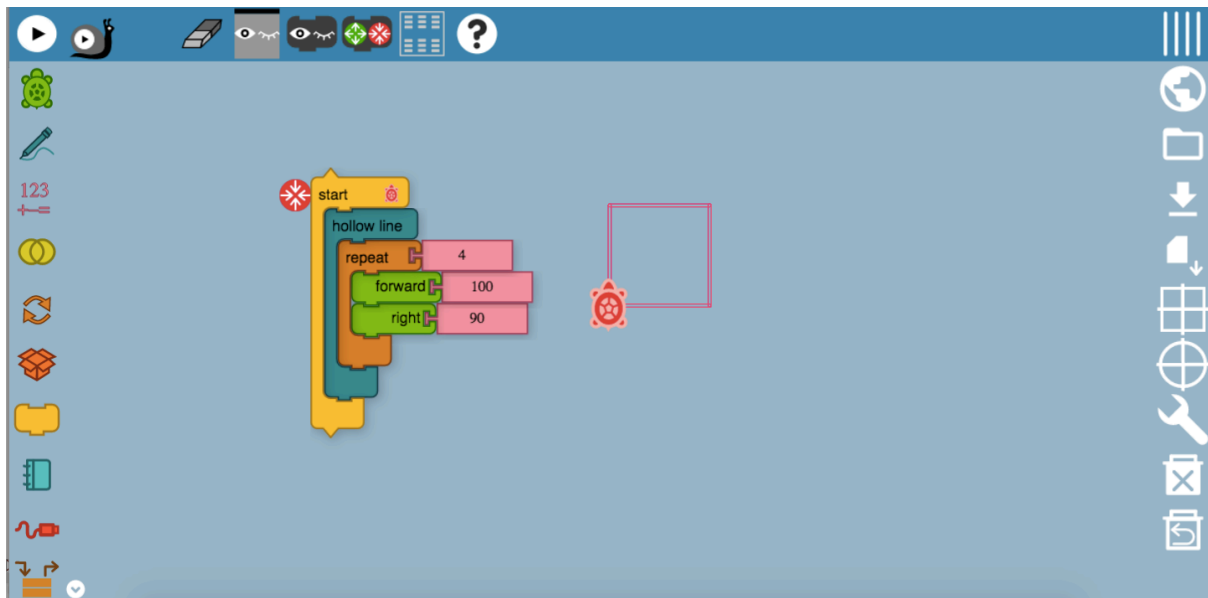 ?
123
+−=
start
hollow line
repeat 4
forward 100
right 90